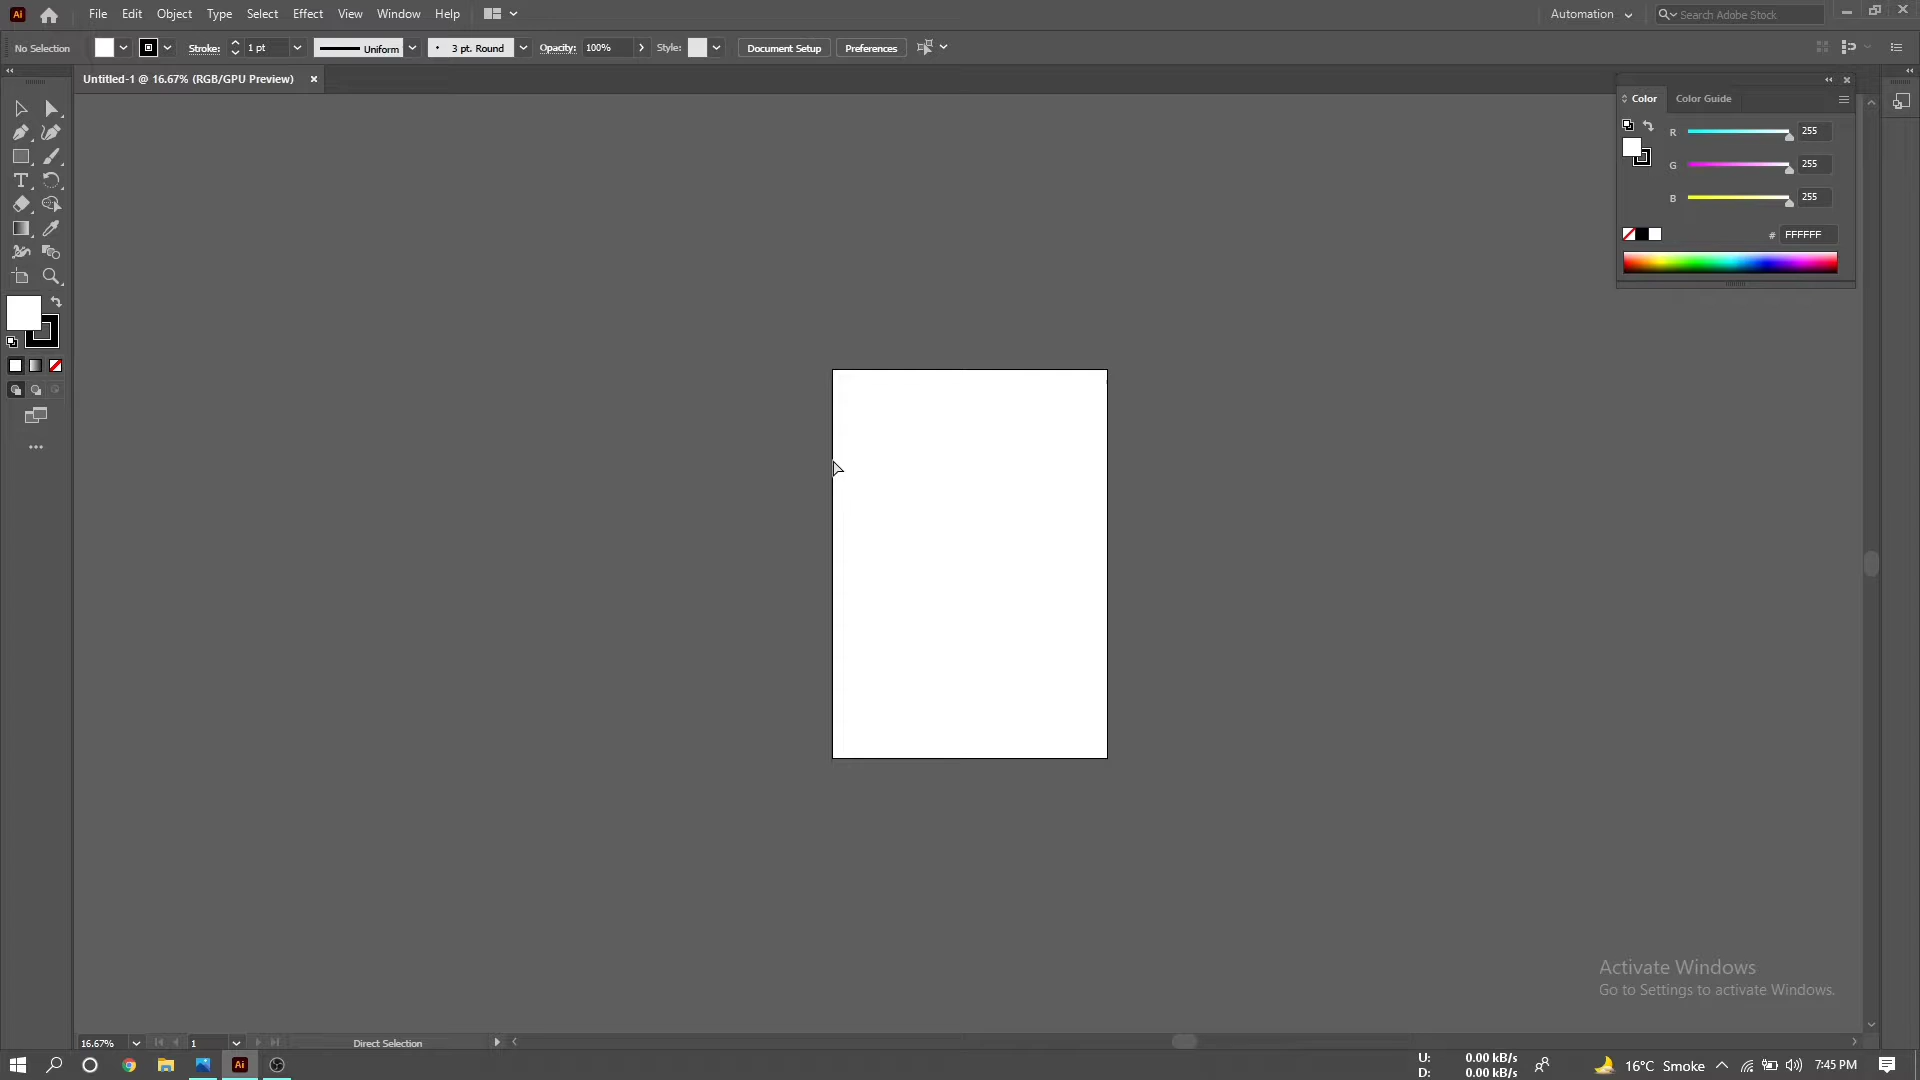 Ai File Edit Object Type Select Effect View Window Help Automation Search Adobe Stock
No Selection Stroke: 1 pt Uniform 3 pt. Round Opacity: 100% Style: Document Setup Preferences
Untitled-1 @ 16.67% (RGB/GPU Preview)
Color Color Guide
R 255
G 255
B 255
# FFFFFF
T
Activate Windows
Go to Settings to activate Windows.
16.67% 1 Direct Selection
Ai U: 0.00 kB/s
D: 0.00 kB/s
16°C Smoke 7:45 PM